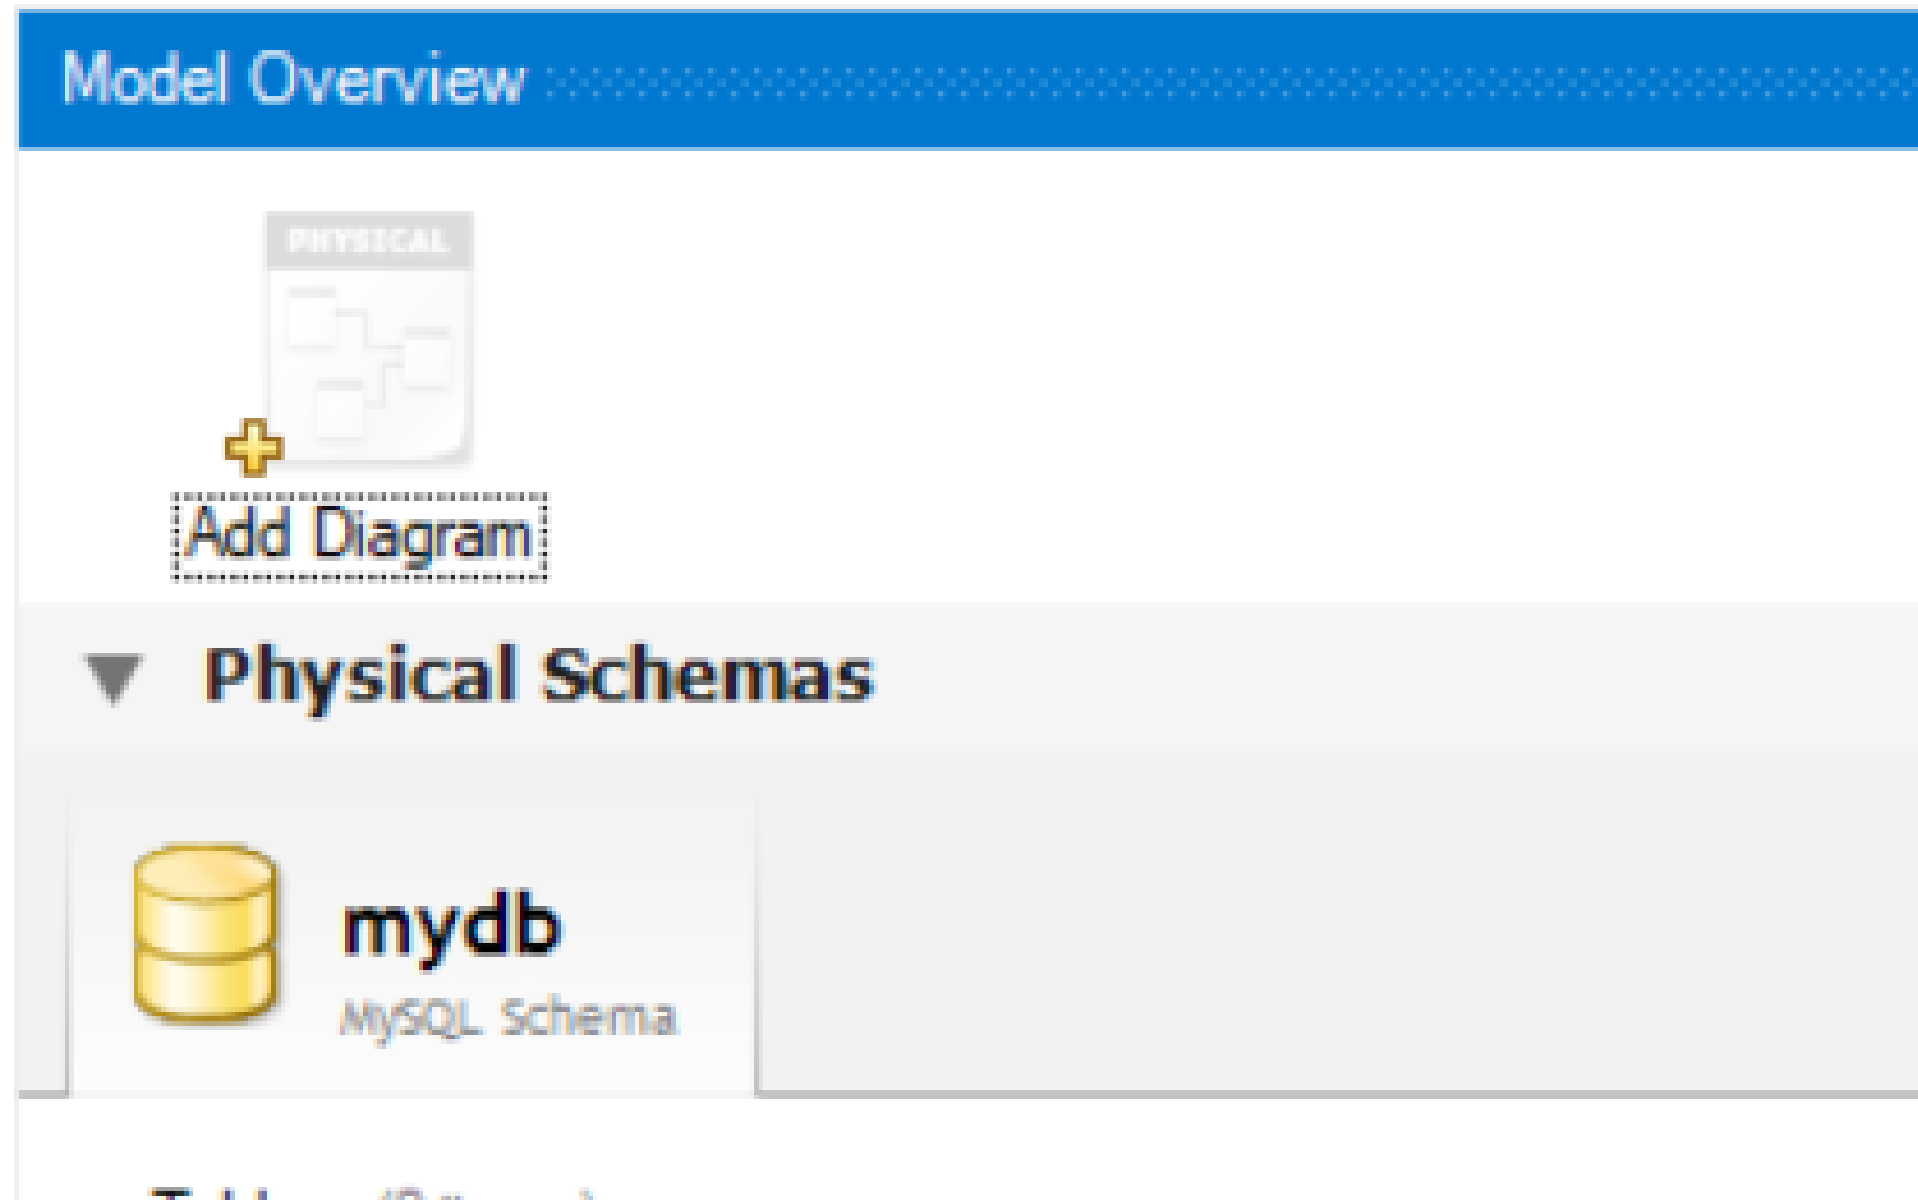 Model Overview
PHYSICAL
Add Diagram
Physical Schemas
mydb
MySQL Schema